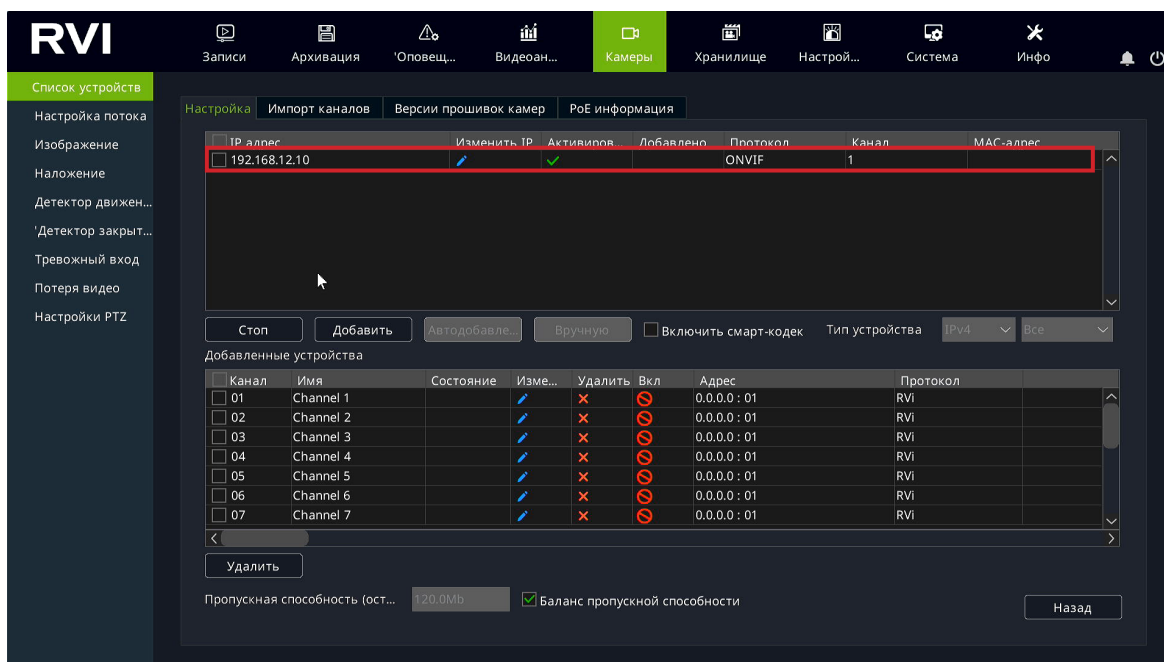 RVI
Записи Архивация 'Оповещ... Видеоан... Камеры Хранилище Настрой... Система Инфо
Список устройств
Настройка потока
Изображение
Наложение
Детектор движен...
'Детектор закрыт...
Тревожный вход
Потеря видео
Настройки PTZ
Настройка Импорт каналов Версии прошивок камер PoE информация
IP адрес Изменить IP Активиров... Добавлено Протокол Канал MAC-адрес
192.168.12.10 ONVIF 1
Стоп Добавить Автодобавле... Вручную Включить смарт-кодек Тип устройства IPv4 Все
Добавленные устройства
Канал Имя Состояние Изме... Удалить Вкл Адрес Протокол
01 Channel 1 0.0.0.0 : 01 RVi
02 Channel 2 0.0.0.0 : 01 RVi
03 Channel 3 0.0.0.0 : 01 RVi
04 Channel 4 0.0.0.0 : 01 RVi
05 Channel 5 0.0.0.0 : 01 RVi
06 Channel 6 0.0.0.0 : 01 RVi
07 Channel 7 0.0.0.0 : 01 RVi
Удалить
Пропускная способность (ост... 120.0Mb Баланс пропускной способности
Назад